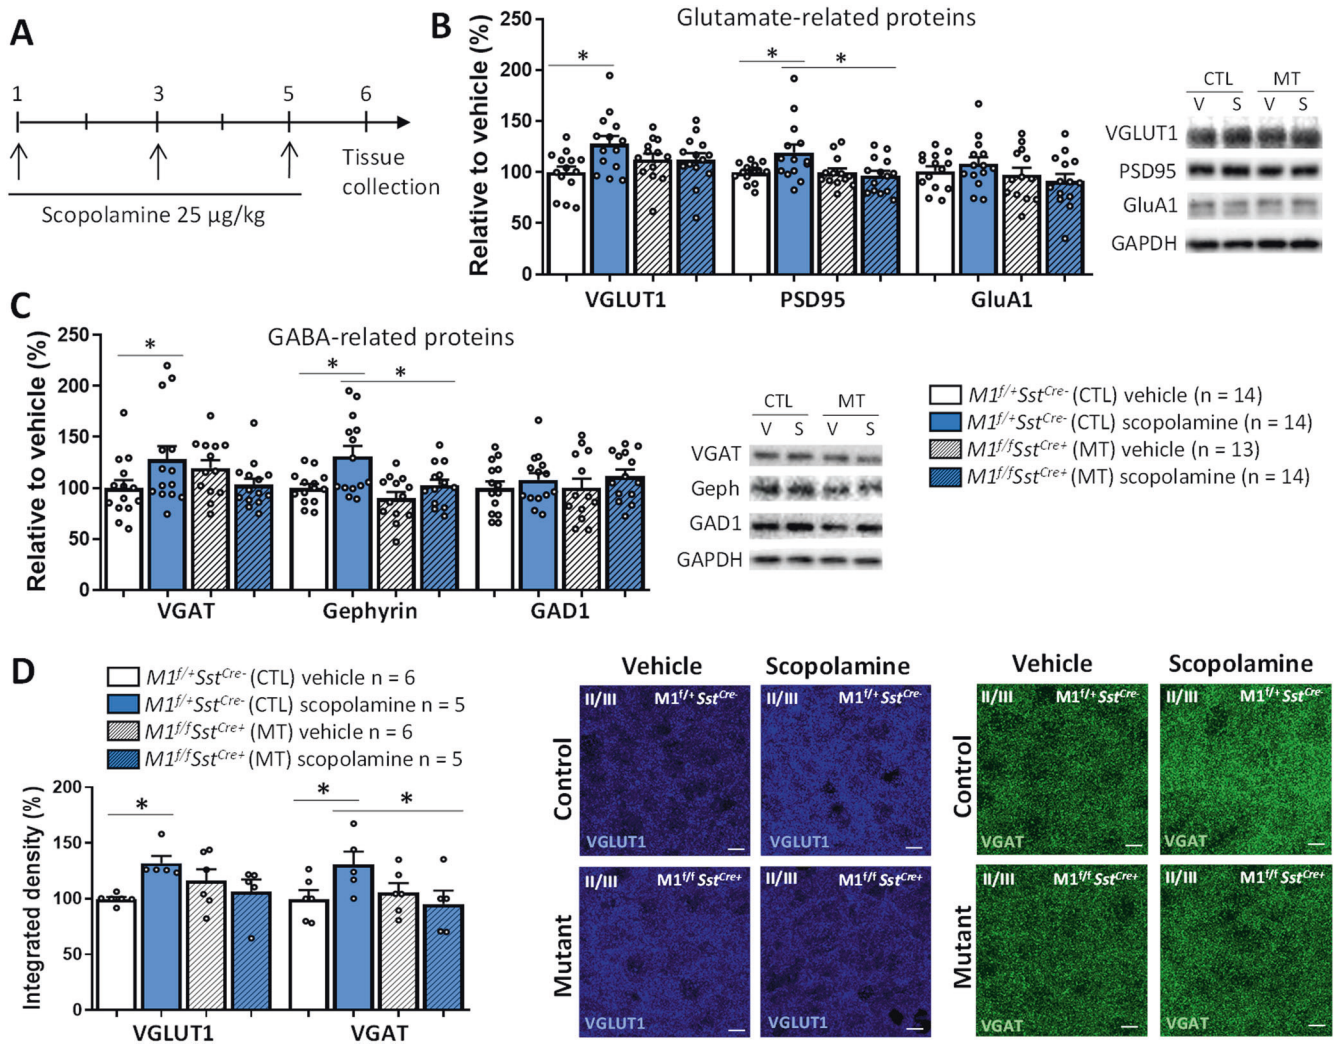 A
1 3 5 6
Tissue
collection
Scopolamine 25 µg/kg
B
Glutamate-related proteins
Relative to vehicle (%)
250
200
150
100
50
0
* * *
VGLUT1 PSD95 GluA1
CTL MT
V S V S
VGLUT1
PSD95
GluA1
GAPDH
C
GABA-related proteins
Relative to vehicle (%)
250
200
150
100
50
0
* * *
VGAT Gephyrin GAD1
CTL MT
V S V S
VGAT
Geph
GAD1
GAPDH
M1f/+SstCre- (CTL) vehicle (n = 14)
M1f/+SstCre- (CTL) scopolamine (n = 14)
M1f/fSstCre+ (MT) vehicle (n = 13)
M1f/fSstCre+ (MT) scopolamine (n = 14)
D
M1f/+SstCre- (CTL) vehicle n = 6
M1f/+SstCre- (CTL) scopolamine n = 5
M1f/fSstCre+ (MT) vehicle n = 6
M1f/fSstCre+ (MT) scopolamine n = 5
Integrated density (%)
200
150
100
50
0
* * *
VGLUT1 VGAT
Vehicle Scopolamine
Control
II/III M1f/+ SstCre-
VGLUT1
II/III M1f/+ SstCre-
VGLUT1
Mutant
II/III M1f/f SstCre+
VGLUT1
II/III M1f/f SstCre+
VGLUT1
Vehicle Scopolamine
Control
II/III M1f/+ SstCre-
VGAT
II/III M1f/+ SstCre-
VGAT
Mutant
II/III M1f/f SstCre+
VGAT
II/III M1f/f SstCre+
VGAT